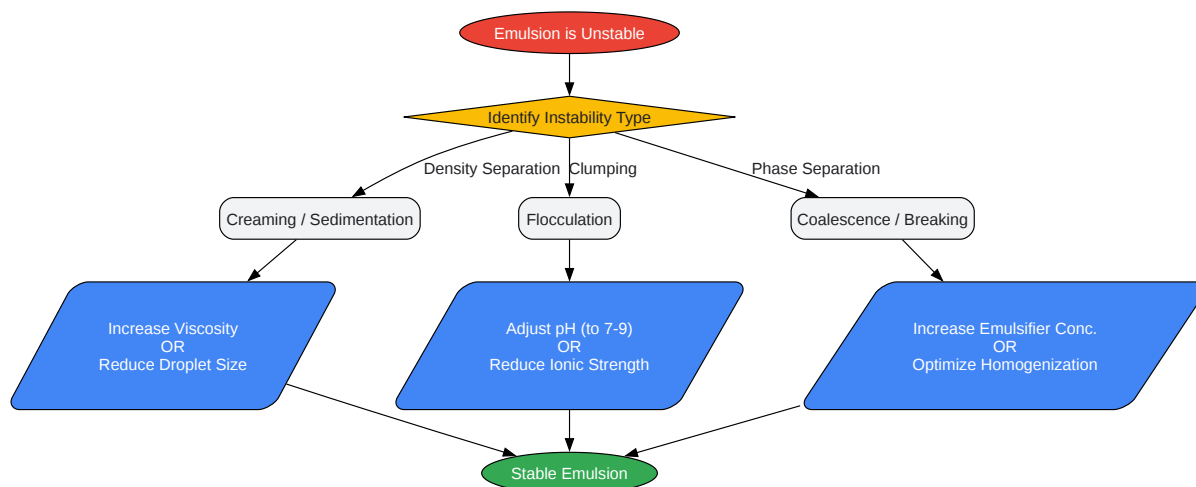 Emulsion is Unstable
Identify Instability Type
Density Separation
Clumping
Phase Separation
Creaming / Sedimentation
Flocculation
Coalescence / Breaking
Increase Viscosity
OR
Reduce Droplet Size
Adjust pH (to 7-9)
OR
Reduce Ionic Strength
Increase Emulsifier Conc.
OR
Optimize Homogenization
Stable Emulsion